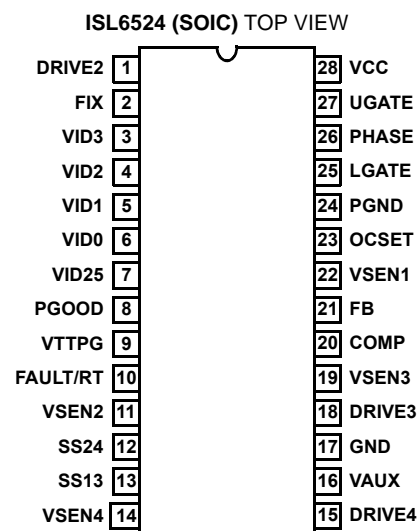 ISL6524 (SOIC) TOP VIEW
DRIVE2 1 28 VCC
FIX 2 27 UGATE
VID3 3 26 PHASE
VID2 4 25 LGATE
VID1 5 24 PGND
VID0 6 23 OCSET
VID25 7 22 VSEN1
PGOOD 8 21 FB
VTTPG 9 20 COMP
FAULT/RT 10 19 VSEN3
VSEN2 11 18 DRIVE3
SS24 12 17 GND
SS13 13 16 VAUX
VSEN4 14 15 DRIVE4